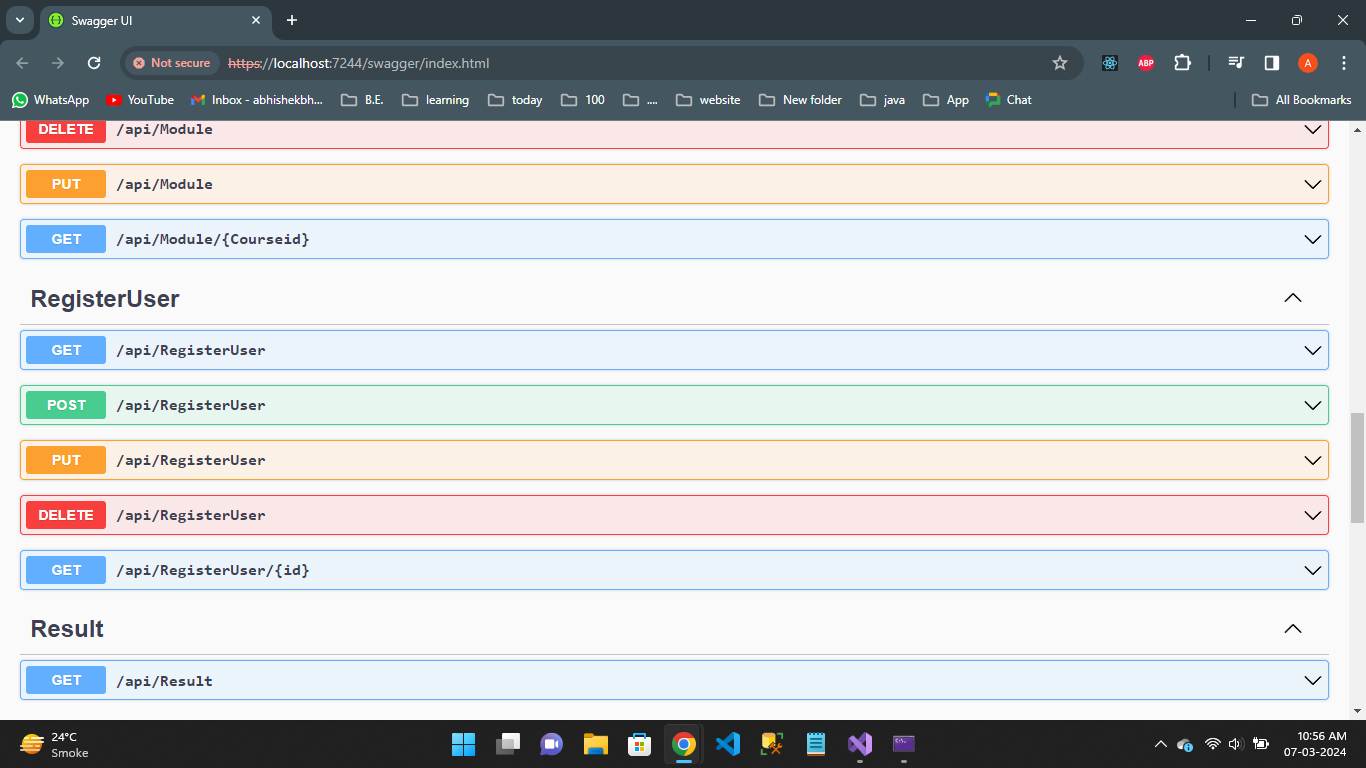 Swagger UI
Not secure
https://localhost:7244/swagger/index.html
ABP
A
WhatsApp
YouTube
Inbox - abhishekbh...
B.E.
learning
today
100
....
website
New folder
java
App
Chat
All Bookmarks
DELETE /api/Module
PUT /api/Module
GET /api/Module/{Courseid}
RegisterUser
GET /api/RegisterUser
POST /api/RegisterUser
PUT /api/RegisterUser
DELETE /api/RegisterUser
GET /api/RegisterUser/{id}
Result
GET /api/Result
24°C
Smoke
10:56 AM
07-03-2024